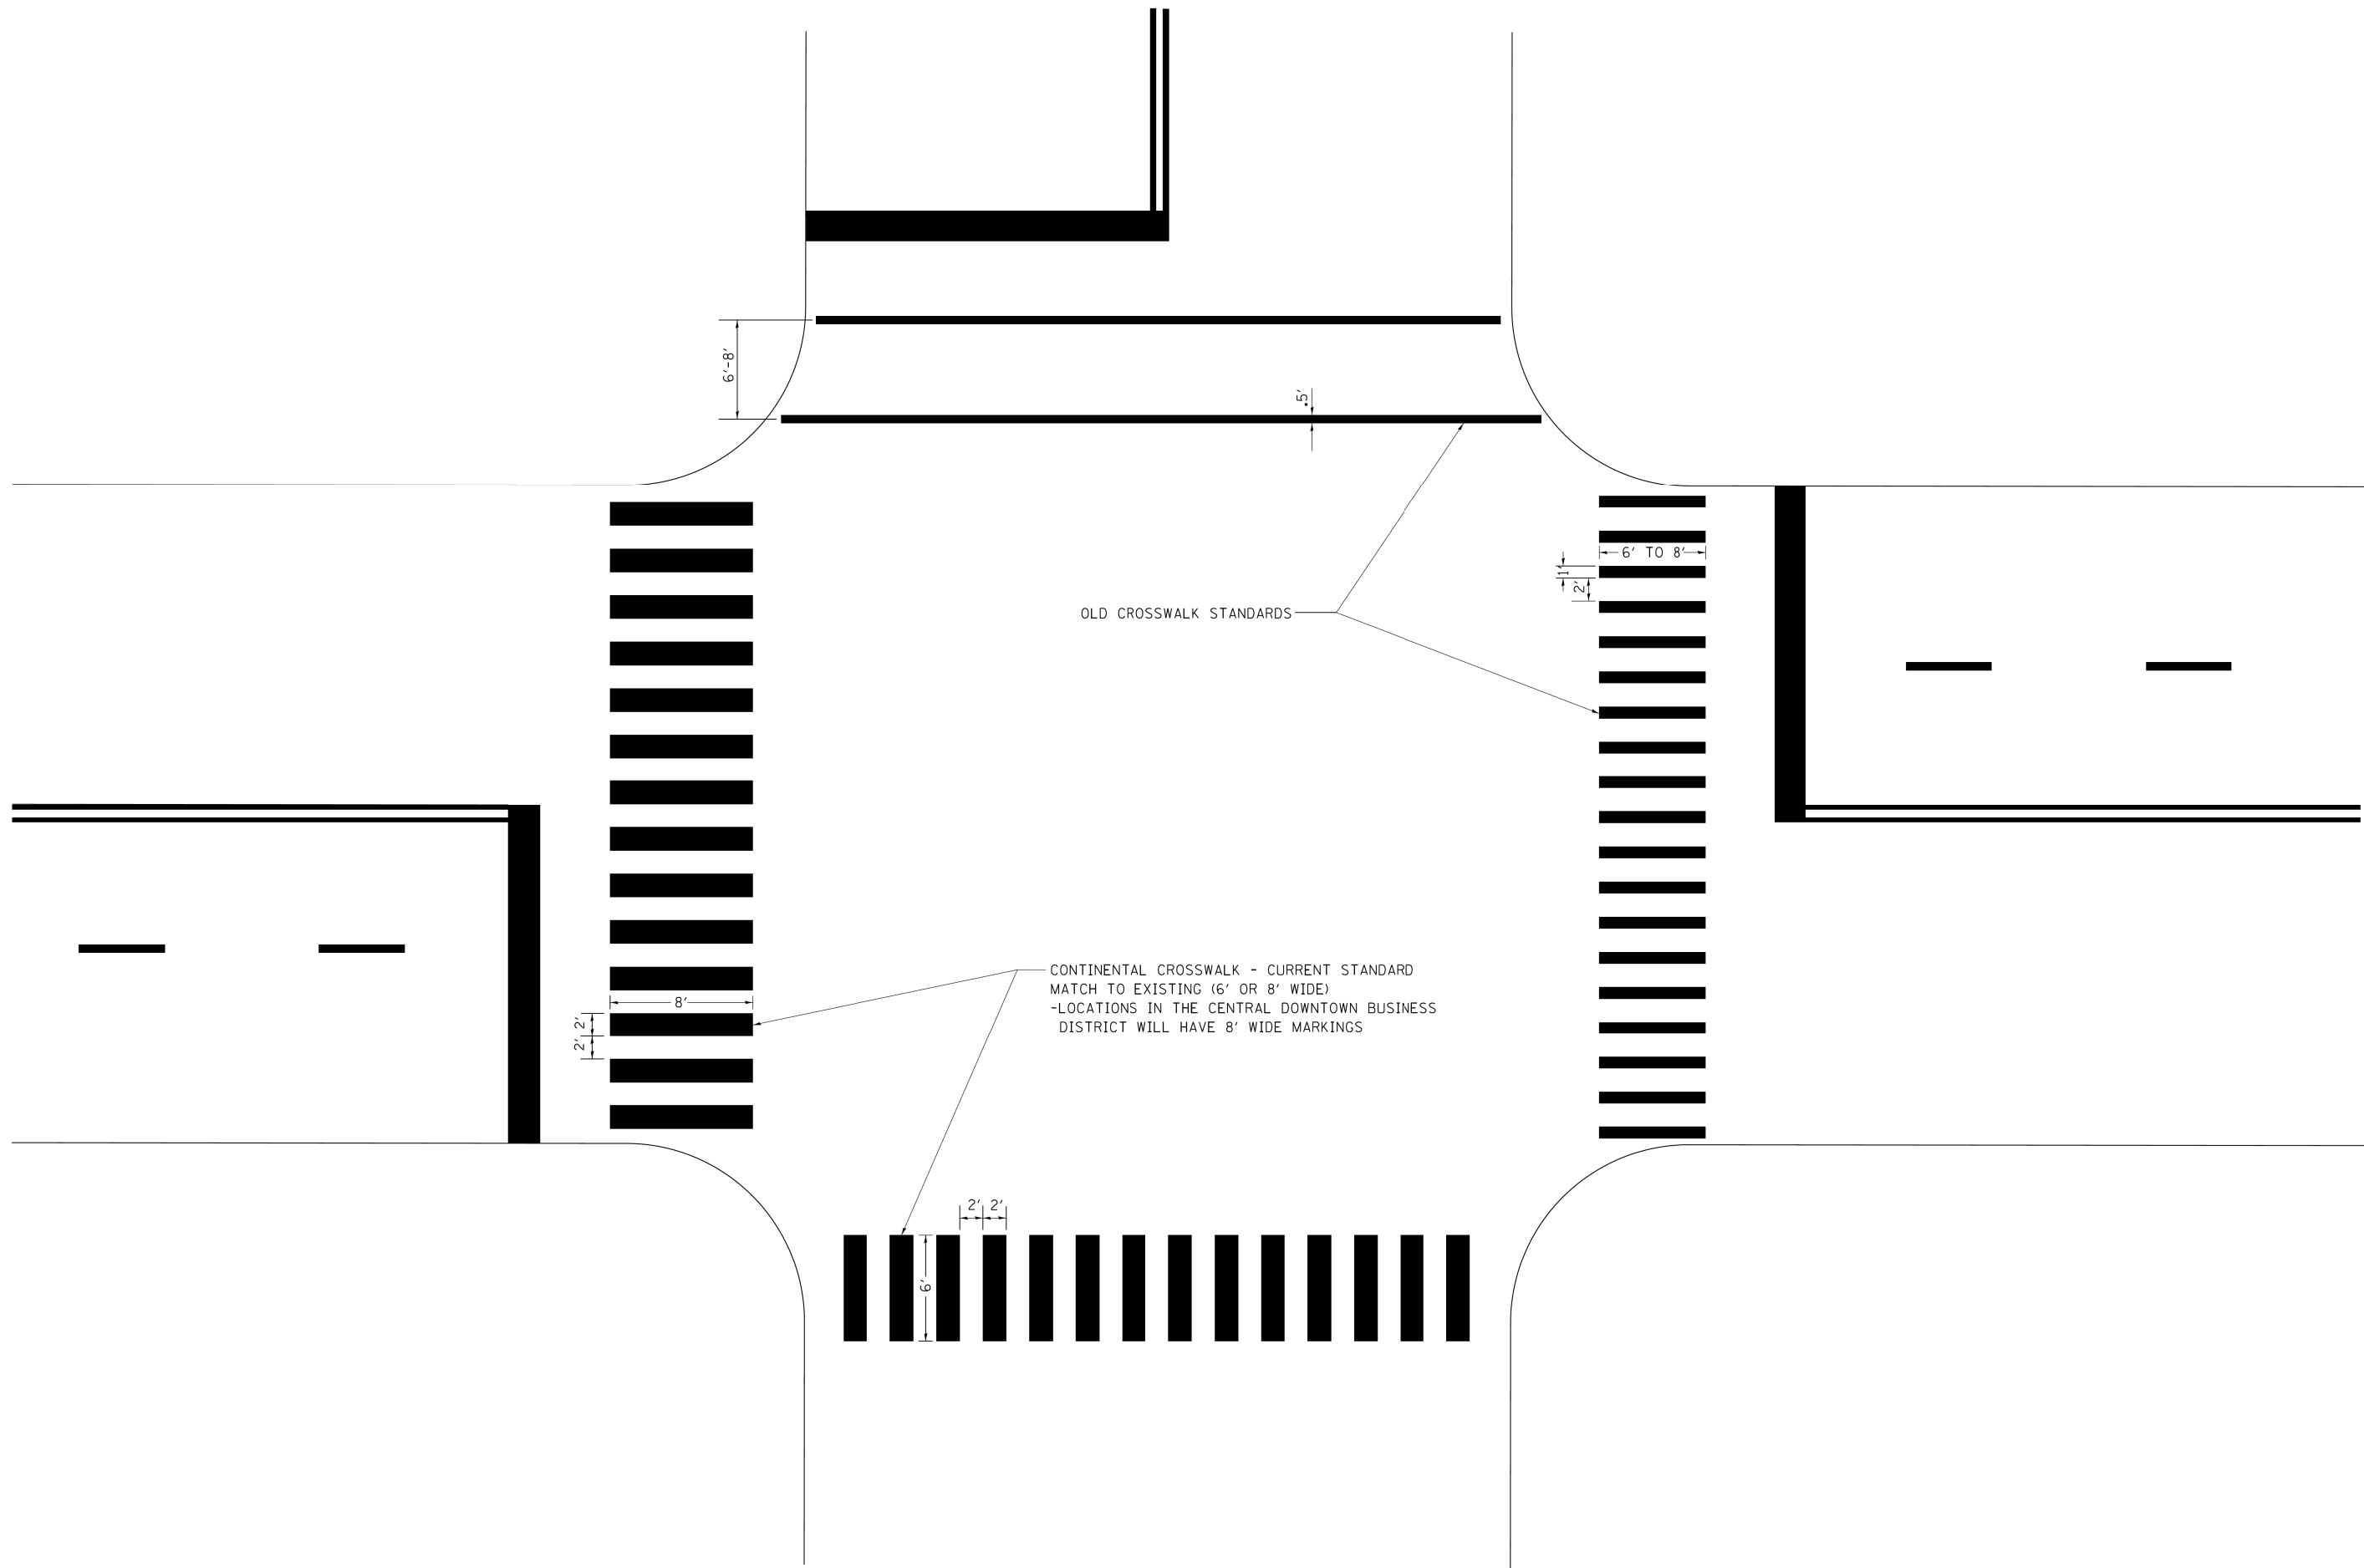 6'-8'
.5'
6' TO 8'
1'
2'
OLD CROSSWALK STANDARDS
CONTINENTAL CROSSWALK - CURRENT STANDARD
MATCH TO EXISTING (6' OR 8' WIDE)
-LOCATIONS IN THE CENTRAL DOWNTOWN BUSINESS
DISTRICT WILL HAVE 8' WIDE MARKINGS
8'
2'
2'
2' 2'
6'